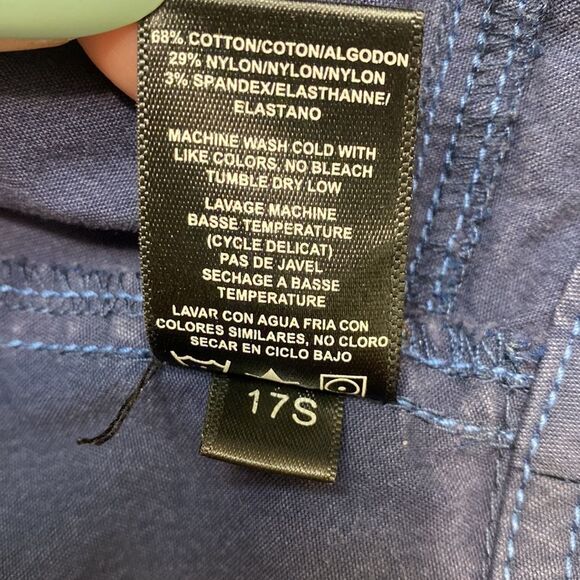 68% COTTON/COTON/ALGODON
29% NYLON/NYLON/NYLON
3% SPANDEX/ELASTHANNE/
ELASTANO
MACHINE WASH COLD WITH
LIKE COLORS, NO BLEACH
TUMBLE DRY LOW
LAVAGE MACHINE
BASSE TEMPERATURE
(CYCLE DELICAT)
PAS DE JAVEL
SECHAGE A BASSE
TEMPERATURE
LAVAR CON AGUA FRIA CON
COLORES SIMILARES, NO CLORO
SECAR EN CICLO BAJO
17S